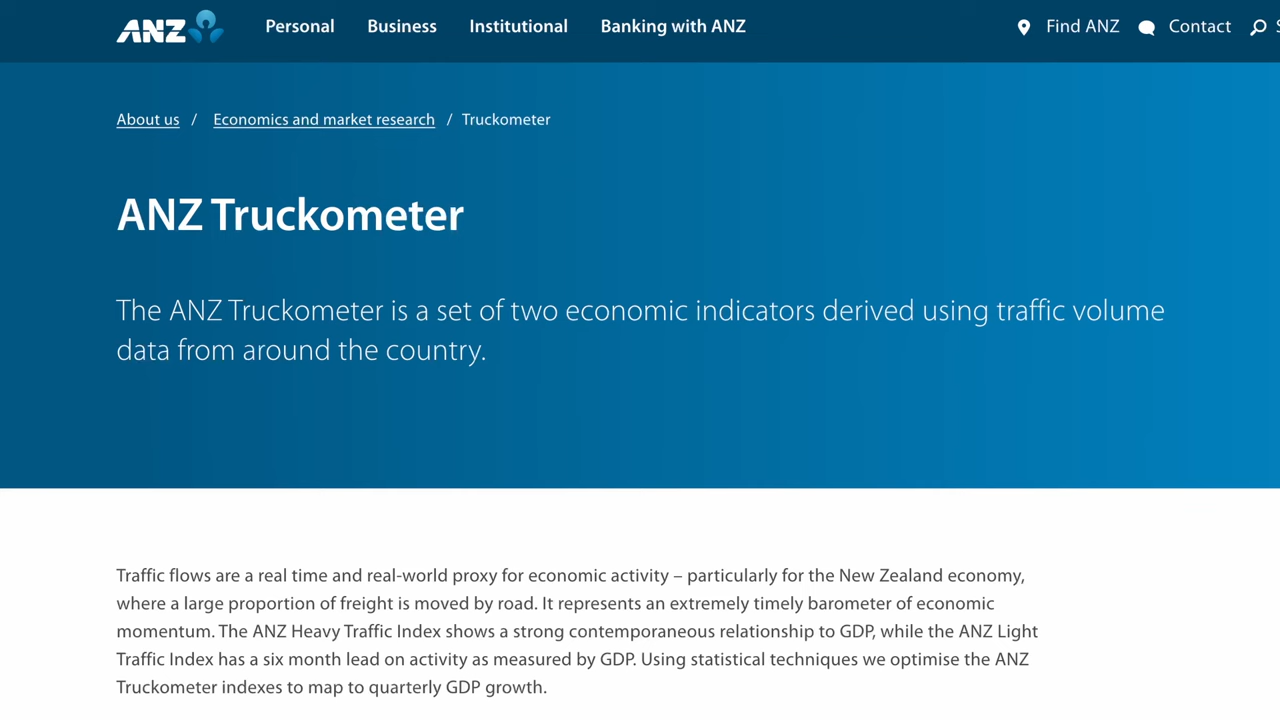 ANZ Personal Business Institutional Banking with ANZ Find ANZ Contact
About us / Economics and market research / Truckometer
ANZ Truckometer
The ANZ Truckometer is a set of two economic indicators derived using traffic volume
data from around the country.
Traffic flows are a real time and real-world proxy for economic activity – particularly for the New Zealand economy,
where a large proportion of freight is moved by road. It represents an extremely timely barometer of economic
momentum. The ANZ Heavy Traffic Index shows a strong contemporaneous relationship to GDP, while the ANZ Light
Traffic Index has a six month lead on activity as measured by GDP. Using statistical techniques we optimise the ANZ
Truckometer indexes to map to quarterly GDP growth.